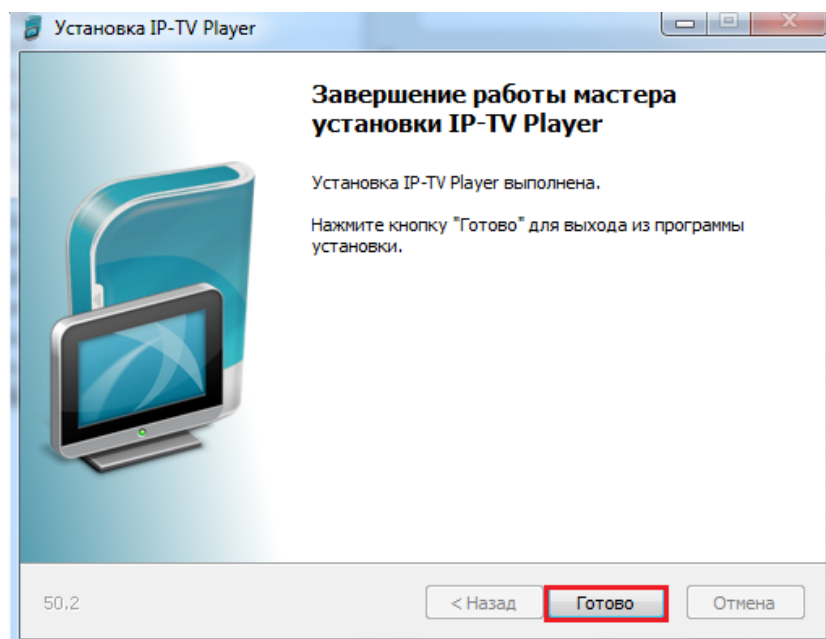 Установка IP-TV Player
Завершение работы мастера
установки IP-TV Player
Установка IP-TV Player выполнена.
Нажмите кнопку "Готово" для выхода из программы
установки.
50.2
< Назад
Готово
Отмена